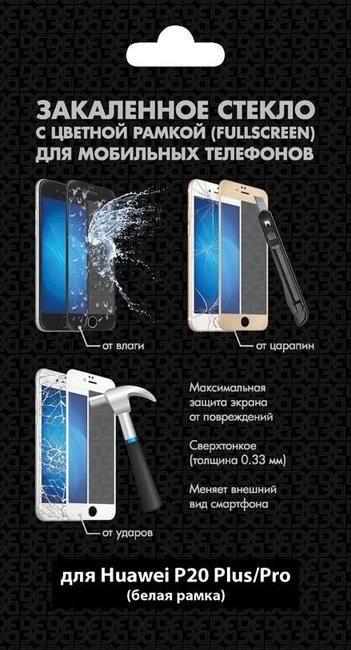 ЗАКАЛЕННОЕ СТЕКЛО
С ЦВЕТНОЙ РАМКОЙ (FULLSCREEN)
ДЛЯ МОБИЛЬНЫХ ТЕЛЕФОНОВ
от влаги
от царапин
Максимальная
защита экрана
от повреждений
Сверхтонкое
(толщина 0.33 мм)
Меняет внешний
вид смартфона
от ударов
для Huawei P20 Plus/Pro
(белая рамка)